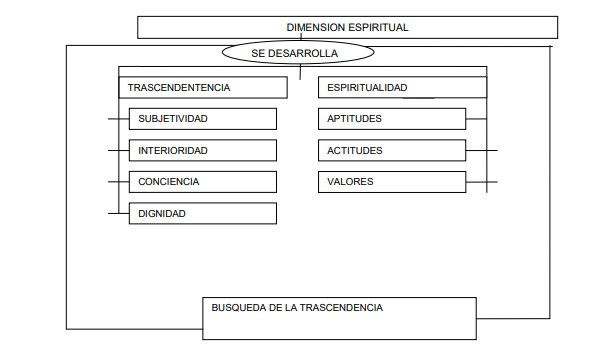 DIMENSION ESPIRITUAL
SE DESARROLLA
TRASCENDENTENCIA
ESPIRITUALIDAD
SUBJETIVIDAD
APTITUDES
INTERIORIDAD
ACTITUDES
CONCIENCIA
VALORES
DIGNIDAD
BUSQUEDA DE LA TRASCENDENCIA